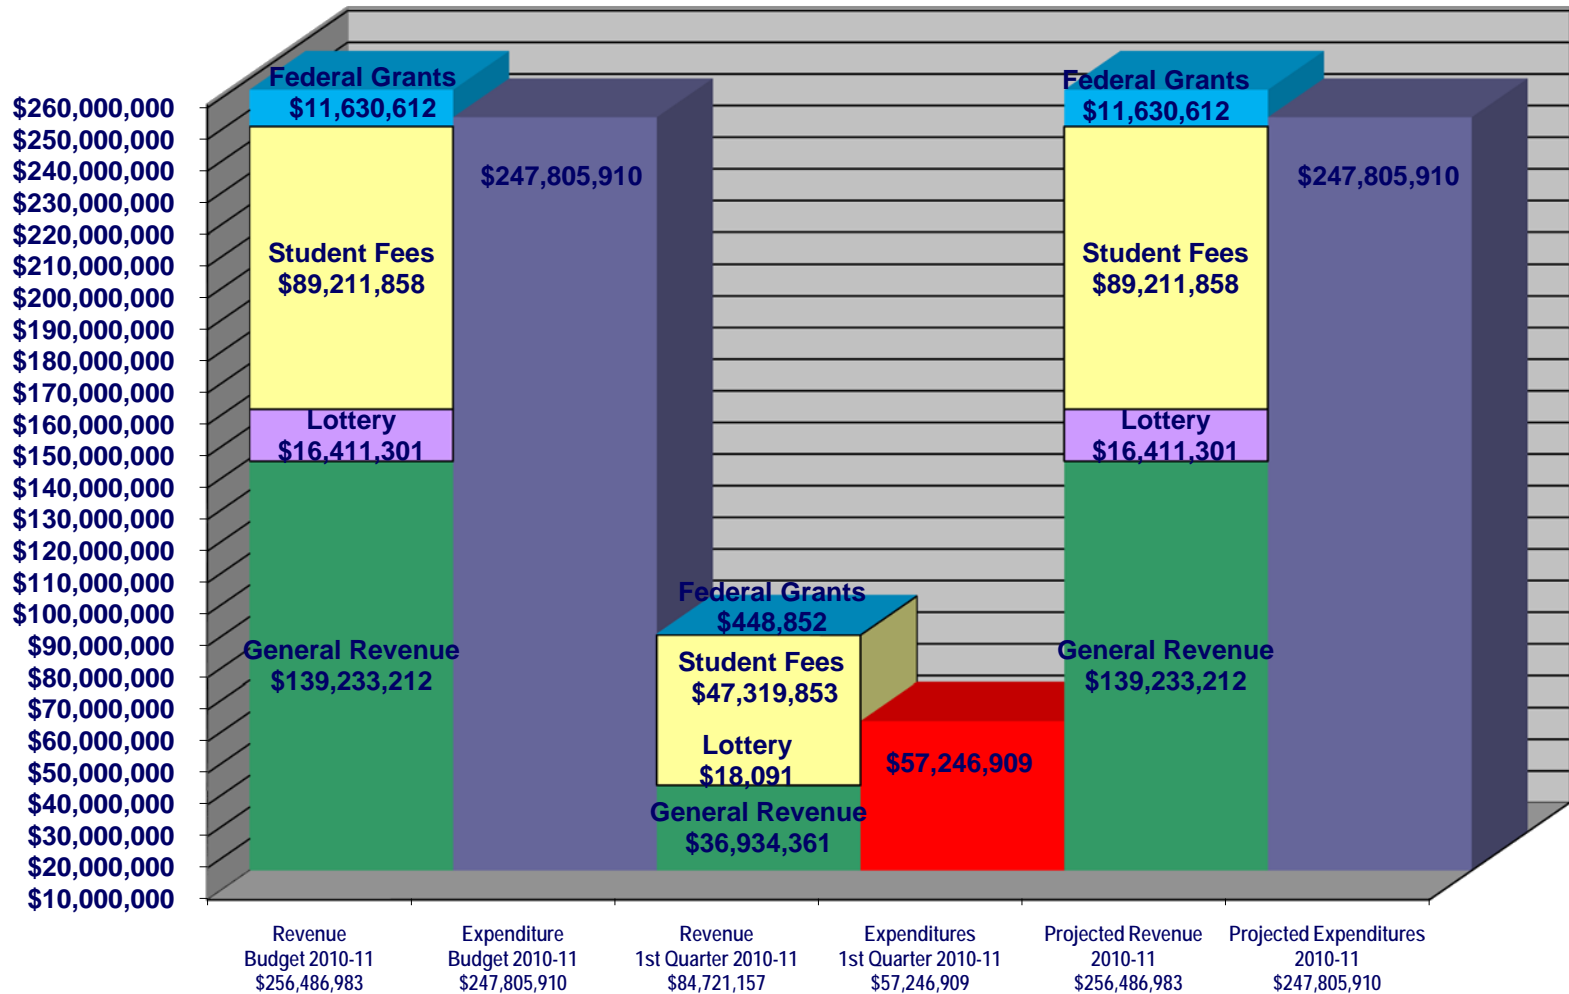 $260,000,000
$250,000,000
$240,000,000
$230,000,000
$220,000,000
$210,000,000
$200,000,000
$190,000,000
$180,000,000
$170,000,000
$160,000,000
$150,000,000
$140,000,000
$130,000,000
$120,000,000
$110,000,000
$100,000,000
$90,000,000
$80,000,000
$70,000,000
$60,000,000
$50,000,000
$40,000,000
$30,000,000
$20,000,000
$10,000,000
Federal Grants
$11,630,612
Student Fees
$89,211,858
Lottery
$16,411,301
General Revenue
$139,233,212
$247,805,910
Federal Grants
$448,852
Student Fees
$47,319,853
Lottery
$18,091
General Revenue
$36,934,361
$57,246,909
Federal Grants
$11,630,612
Student Fees
$89,211,858
Lottery
$16,411,301
General Revenue
$139,233,212
$247,805,910
Revenue
Budget 2010-11
$256,486,983
Expenditure
Budget 2010-11
$247,805,910
Revenue
1st Quarter 2010-11
$84,721,157
Expenditures
1st Quarter 2010-11
$57,246,909
Projected Revenue
2010-11
$256,486,983
Projected Expenditures
2010-11
$247,805,910